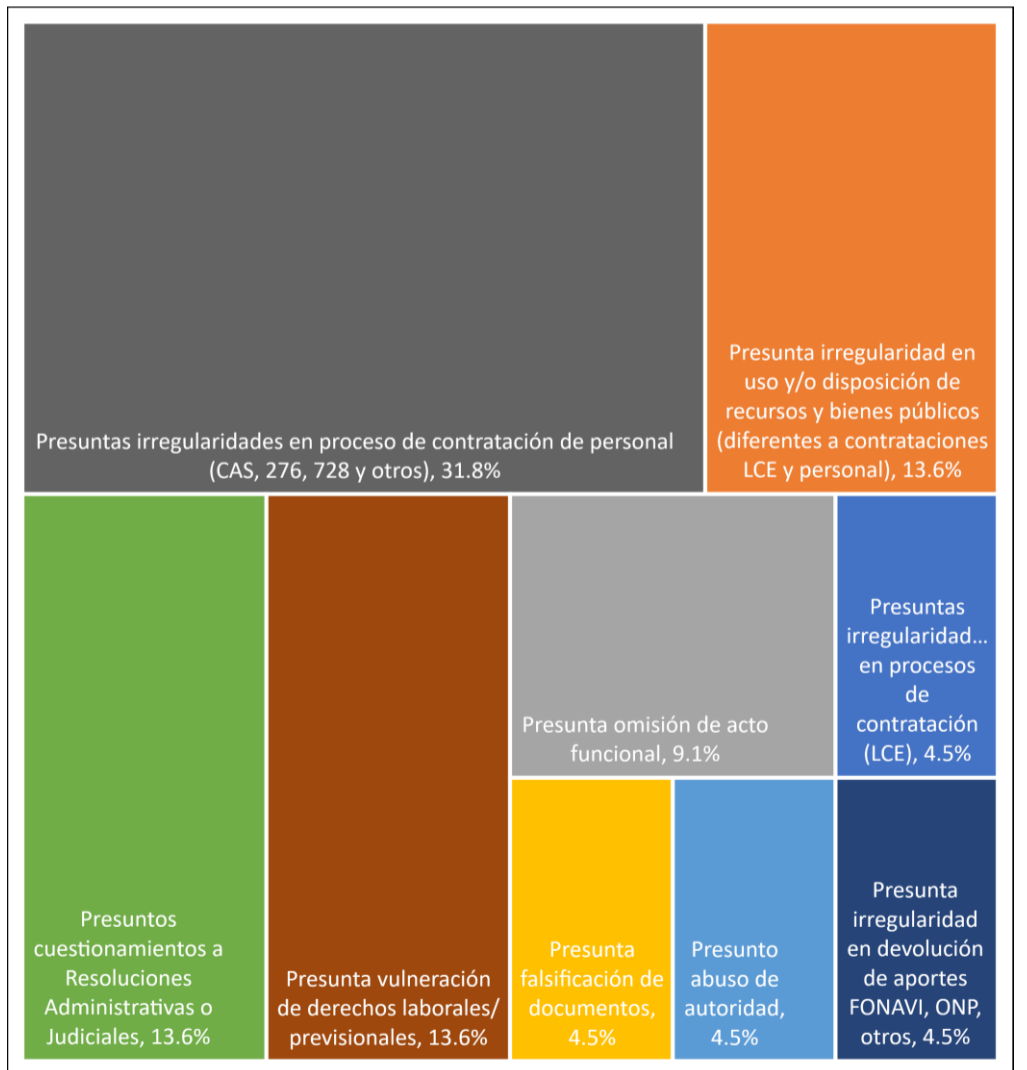 Presuntas irregularidades en proceso de contratación de personal
(CAS, 276, 728 y otros), 31.8%
Presunta irregularidad en
uso y/o disposición de
recursos y bienes públicos
(diferentes a contrataciones
LCE y personal), 13.6%
Presuntos
cuestionamientos a
Resoluciones
Administrativas o
Judiciales, 13.6%
Presunta vulneración
de derechos laborales/
previsionales, 13.6%
Presunta omisión de acto
funcional, 9.1%
Presuntas
irregularidad...
en procesos
de
contratación
(LCE), 4.5%
Presunta
falsificación de
documentos,
4.5%
Presunto
abuso de
autoridad,
4.5%
Presunta
irregularidad
en devolución
de aportes
FONAVI, ONP,
otros, 4.5%